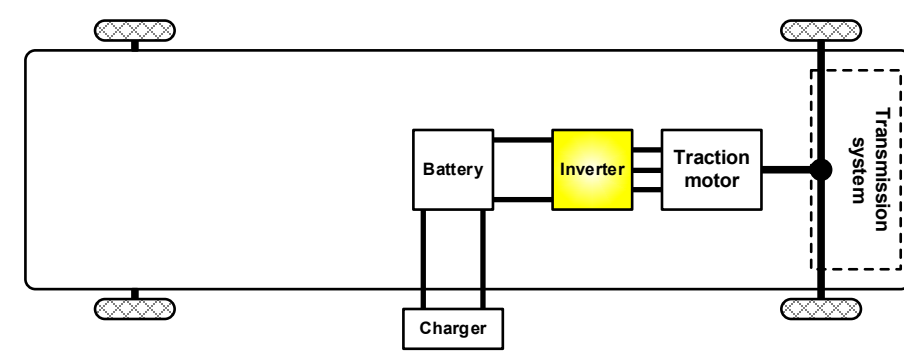 Battery
Inverter
Traction
motor
Transmission
system
Charger